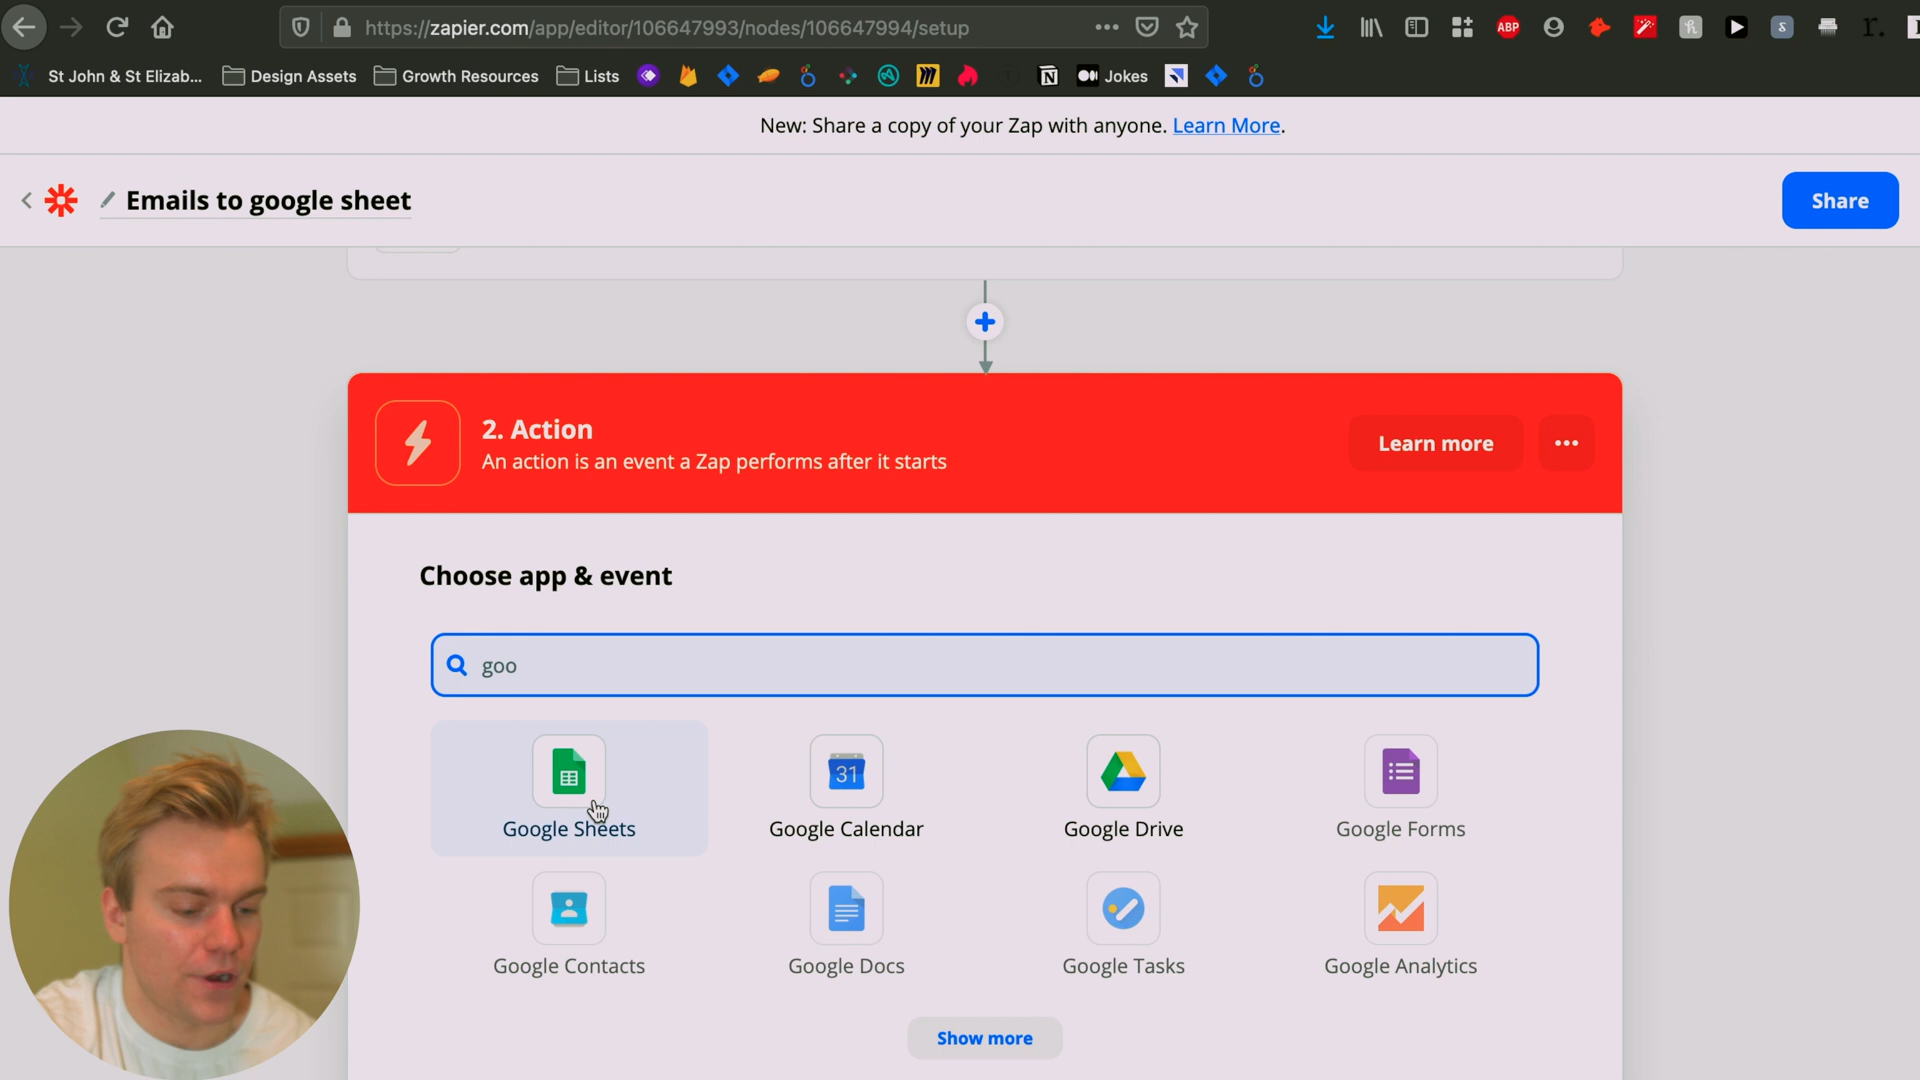 https://zapier.com/app/editor/106647993/nodes/106647994/setup
ABP
St John & St Elizab...
Design Assets
Growth Resources
Lists
Jokes
New: Share a copy of your Zap with anyone. Learn More.
Emails to google sheet
Share
2. Action
An action is an event a Zap performs after it starts
Learn more
Choose app & event
goo
Google Sheets
31
Google Calendar
Google Drive
Google Forms
Google Contacts
Google Docs
Google Tasks
Google Analytics
Show more